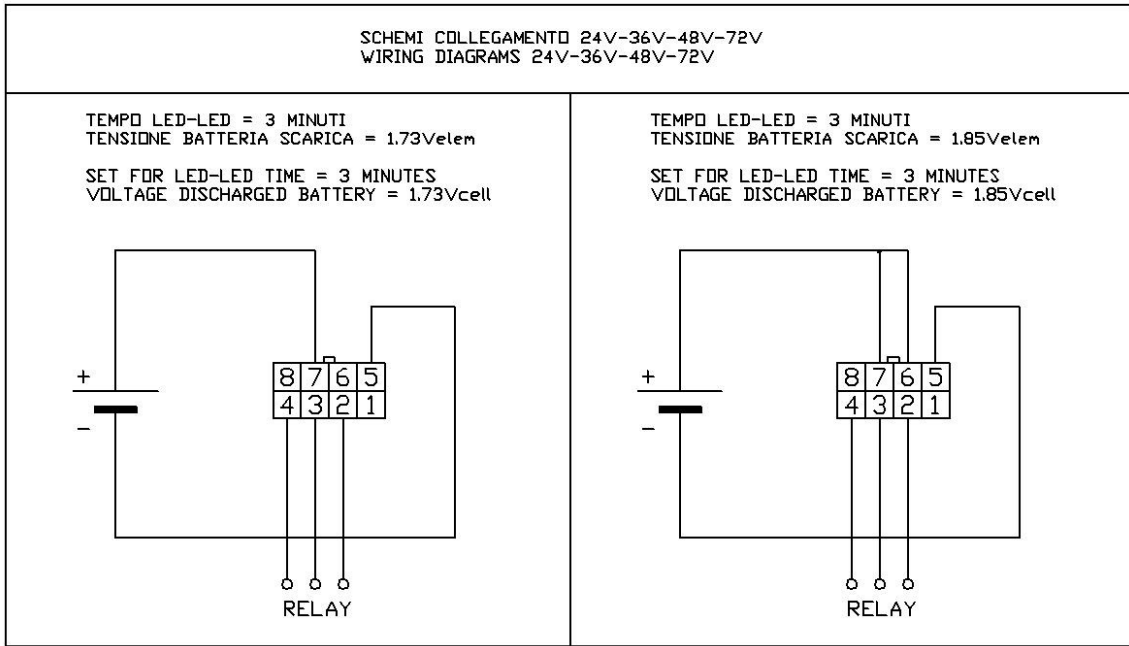 SCHEMI COLLEGAMENTO 24V-36V-48V-72V
WIRING DIAGRAMS 24V-36V-48V-72V
TEMPO LED-LED = 3 MINUTI
TENSIONE BATTERIA SCARICA = 1.73Velem
SET FOR LED-LED TIME = 3 MINUTES
VOLTAGE DISCHARGED BATTERY = 1.73Vcell
+
-
8 7 6 5
4 3 2 1
RELAY
TEMPO LED-LED = 3 MINUTI
TENSIONE BATTERIA SCARICA = 1.85Velem
SET FOR LED-LED TIME = 3 MINUTES
VOLTAGE DISCHARGED BATTERY = 1.85Vcell
+
-
8 7 6 5
4 3 2 1
RELAY